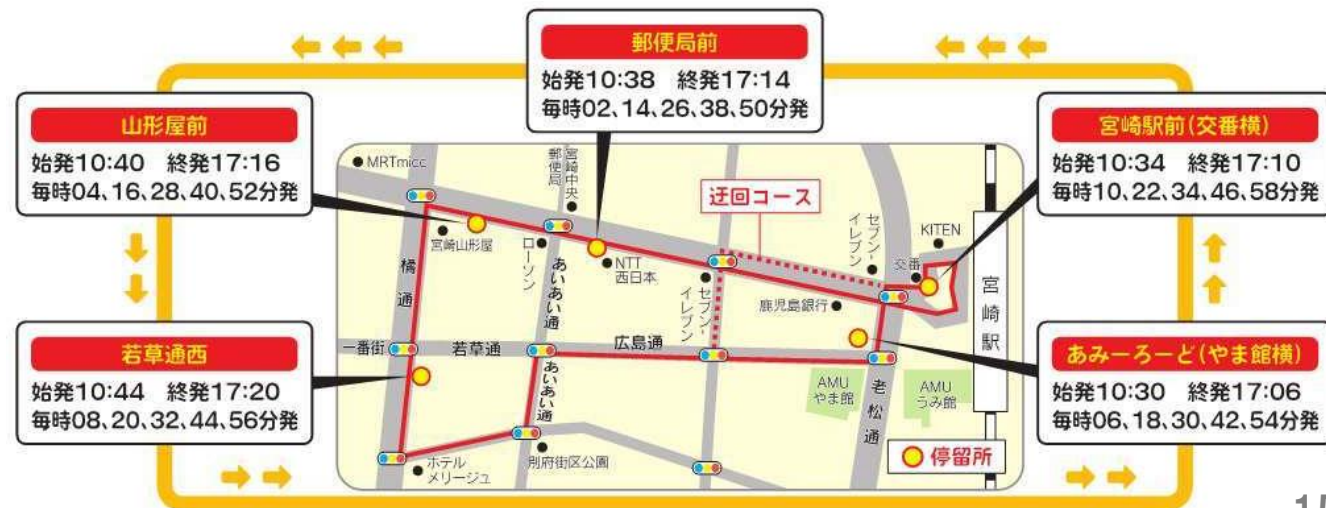 郵便局前
始発10:38 終発17:14
毎時02、14、26、38、50分発
山形屋前
始発10:40 終発17:16
毎時04、16、28、40、52分発
宮崎駅前(交番横)
始発10:34 終発17:10
毎時10、22、34、46、58分発
若草通西
始発10:44 終発17:20
毎時08、20、32、44、56分発
あみーろーど(やま館横)
始発10:30 終発17:06
毎時06、18、30、42、54分発
MRTmicc
宮崎中央
郵便局
迂回コース
セブン-
イレブン
KITEN
交番
宮崎山形屋
ローソン
あいあい通
NTT
西日本
セブン-
イレブン
鹿児島銀行
宮崎駅
橘通
一番街
若草通
広島通
あいあい通
AMU
やま館
老松通
AMU
うみ館
ホテル
メリージュ
別府街区公園
停留所